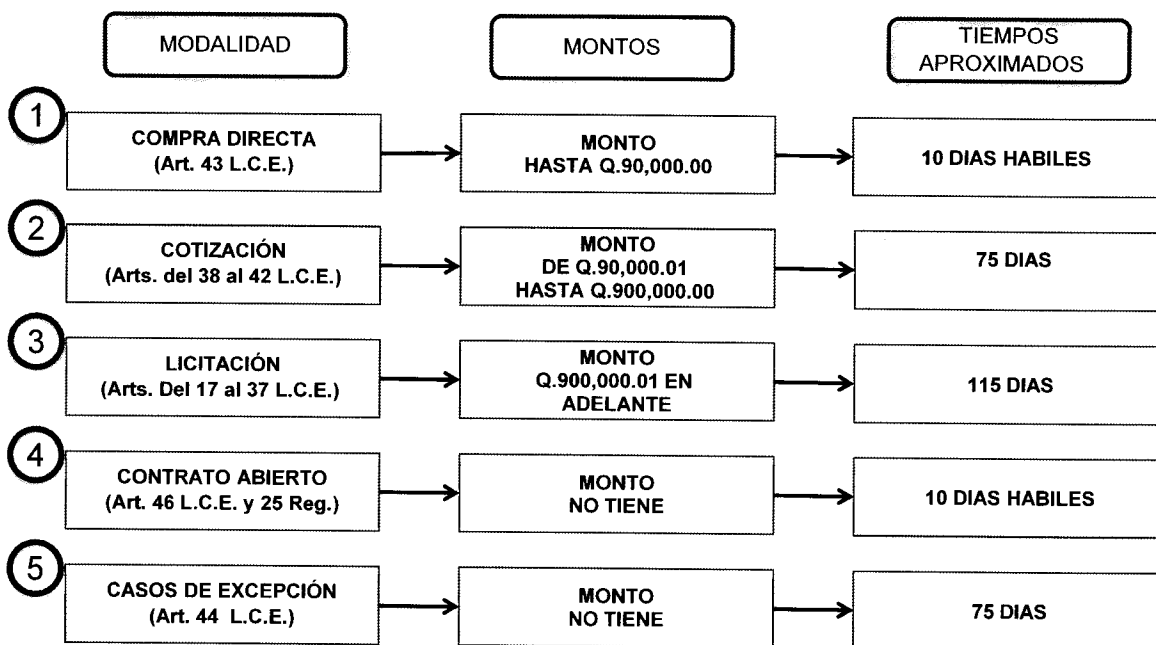 MODALIDAD
MONTOS
TIEMPOS
APROXIMADOS
1
COMPRA DIRECTA
(Art. 43 L.C.E.)
MONTO
HASTA Q.90,000.00
10 DIAS HABILES
2
COTIZACIÓN
(Arts. del 38 al 42 L.C.E.)
MONTO
DE Q.90,000.01
HASTA Q.900,000.00
75 DIAS
3
LICITACIÓN
(Arts. Del 17 al 37 L.C.E.)
MONTO
Q.900,000.01 EN
ADELANTE
115 DIAS
4
CONTRATO ABIERTO
(Art. 46 L.C.E. y 25 Reg.)
MONTO
NO TIENE
10 DIAS HABILES
5
CASOS DE EXCEPCIÓN
(Art. 44 L.C.E.)
MONTO
NO TIENE
75 DIAS